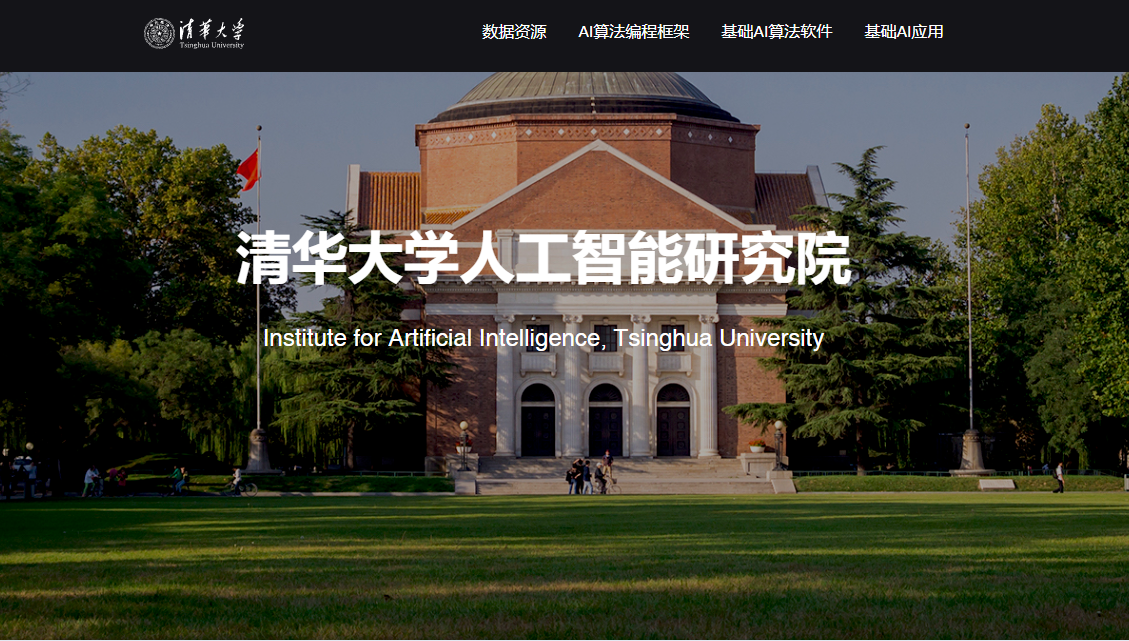 清华大学
Tsinghua University
数据资源 AI算法编程框架 基础AI算法软件 基础AI应用
清华大学人工智能研究院
Institute for Artificial Intelligence, Tsinghua University